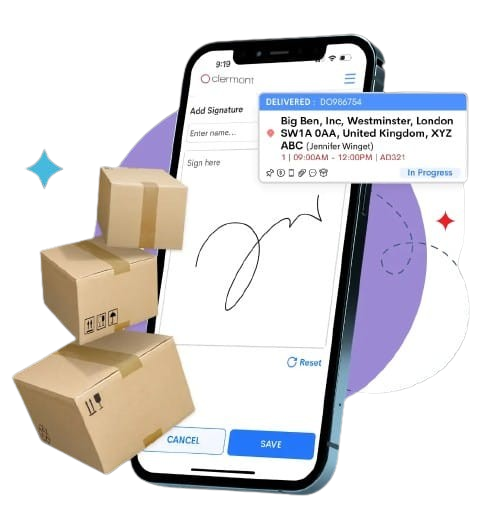 9:19
clermont
Add Signature
Enter name...
Sign here
DELIVERED : DO986754
Big Ben, Inc, Westminster, London
SW1A 0AA, United Kingdom, XYZ
ABC (Jennifer Winget)
1 | 09:00AM - 12:00PM | AD321
In Progress
Reset
CANCEL
SAVE